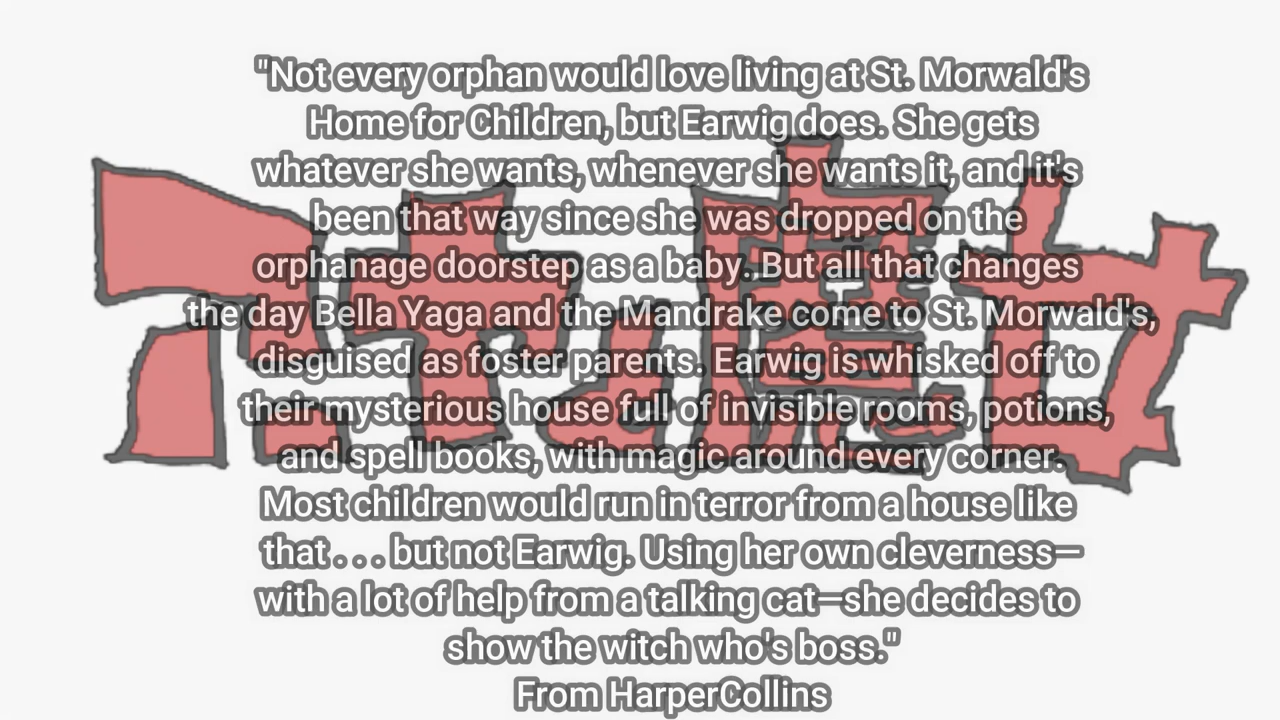 "Not every orphan would love living at St. Morwald's
Home for Children, but Earwig does. She gets
whatever she wants, whenever she wants it, and it's
been that way since she was dropped on the
orphanage doorstep as a baby. But all that changes
the day Bella Yaga and the Mandrake come to St. Morwald's,
disguised as foster parents. Earwig is whisked off to
their mysterious house full of invisible rooms, potions,
and spell books, with magic around every corner.
Most children would run in terror from a house like
that . . . but not Earwig. Using her own cleverness—
with a lot of help from a talking cat—she decides to
show the witch who's boss."
From HarperCollins
魔女